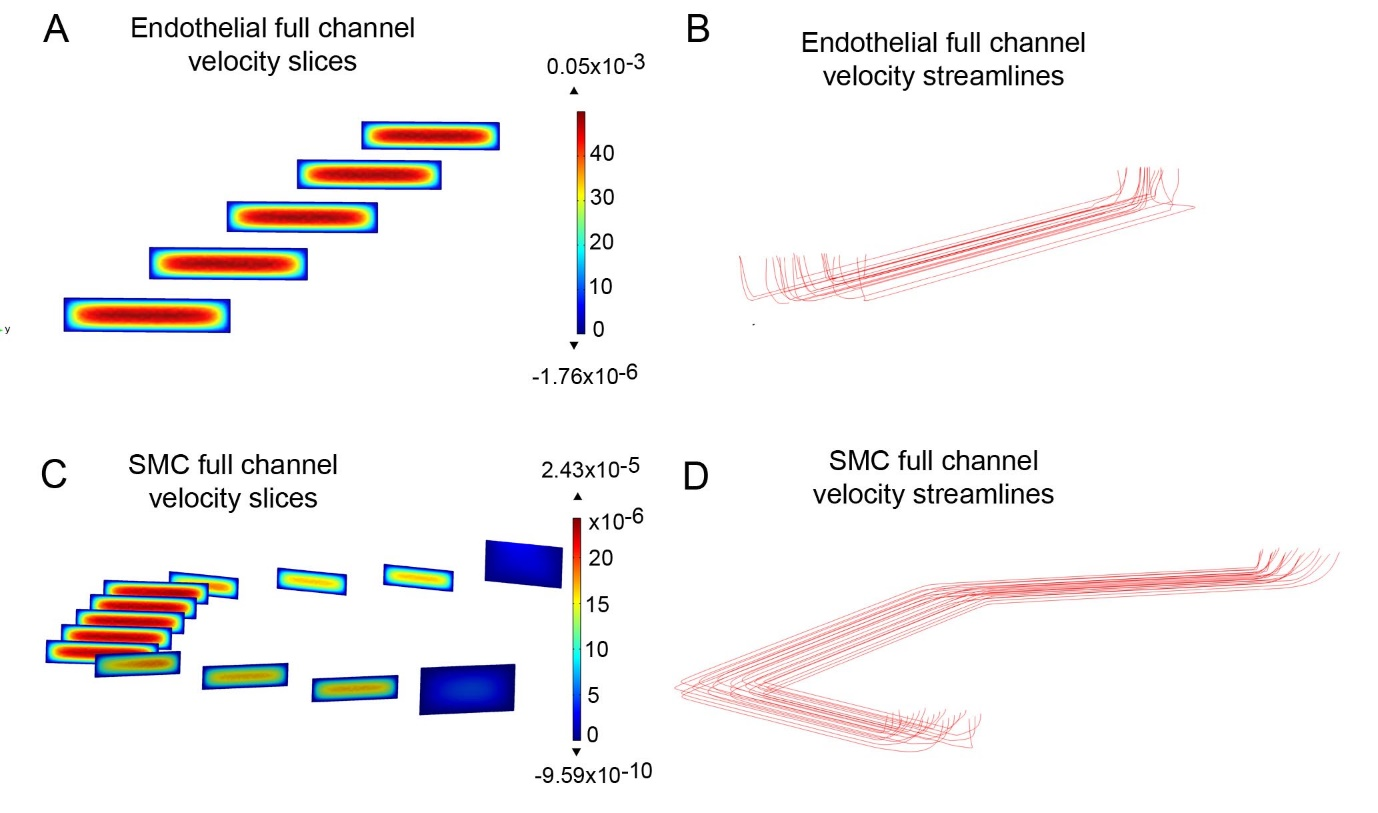 A
Endothelial full channel
velocity slices
0.05x10-3
40
30
20
10
0
-1.76x10-6
y
B
Endothelial full channel
velocity streamlines
C
SMC full channel
velocity slices
2.43x10-5
x10-6
20
15
10
5
0
-9.59x10-10
D
SMC full channel
velocity streamlines